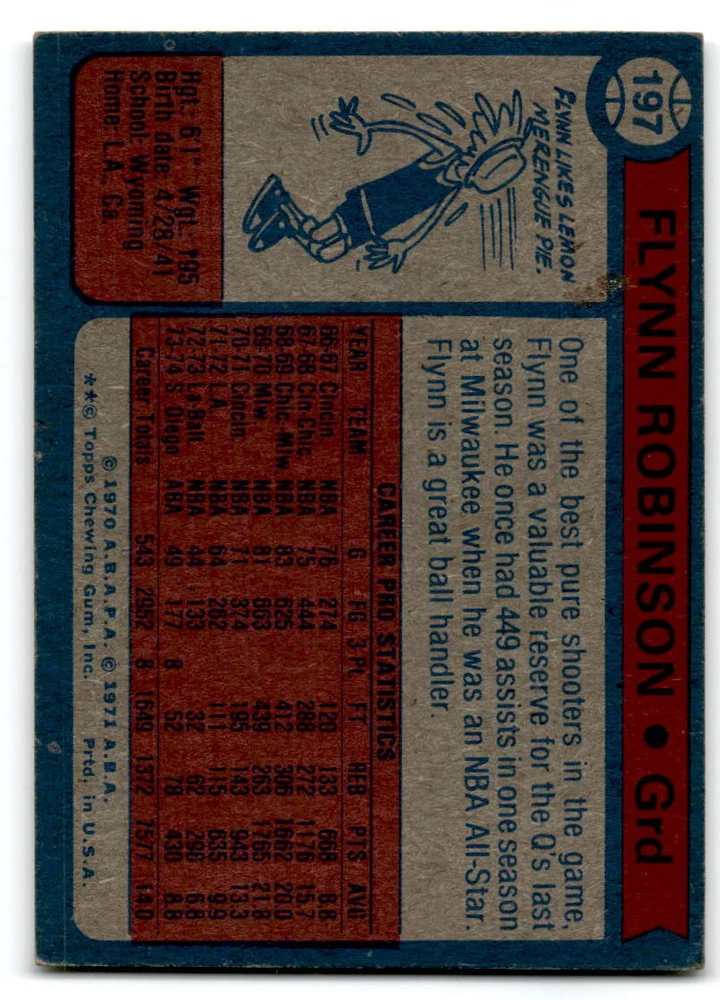 197
FLYNN ROBINSON • Grd
FLYNN LIKES LEMON
MERENGUE PIE.
Hgt.: 6'1" Wgt. 195
Birth date: 4/28/41
School: Wyoming
Home: L.A. Ca
One of the best pure shooters in the game,
Flynn was a valuable reserve for the Q's last
season. He once had 449 assists in one season
at Milwaukee when he was an NBA All-Star.
Flynn is a great ball handler.
CAREER PRO STATISTICS
YEAR TEAM G FG 3 Pt FT REB PTS AVG
66-67 Cincin NBA 76 274 120 133 668 8.8
67-68 Cin-Chic NBA 75 444 288 272 1176 15.7
68-69 Chic-Mlw NBA 83 625 412 306 1662 20.0
69-70 Milw. NBA 81 663 439 263 1765 21.8
70-71 Cincin NBA 71 374 195 143 943 13.3
71-72 LA NBA 64 262 111 115 635 9.9
72-73 La-Balt. NBA 44 133 32 62 298 6.8
73-74 S Diego ABA 49 177 8 52 78 430 8.8
Career Totals 543 2952 8 1649 1372 7577 14.0
© 1970 A.B.A.P.A. © 1971 A.B.A.
**© Topps Chewing Gum, Inc. Prtd. in U.S.A.